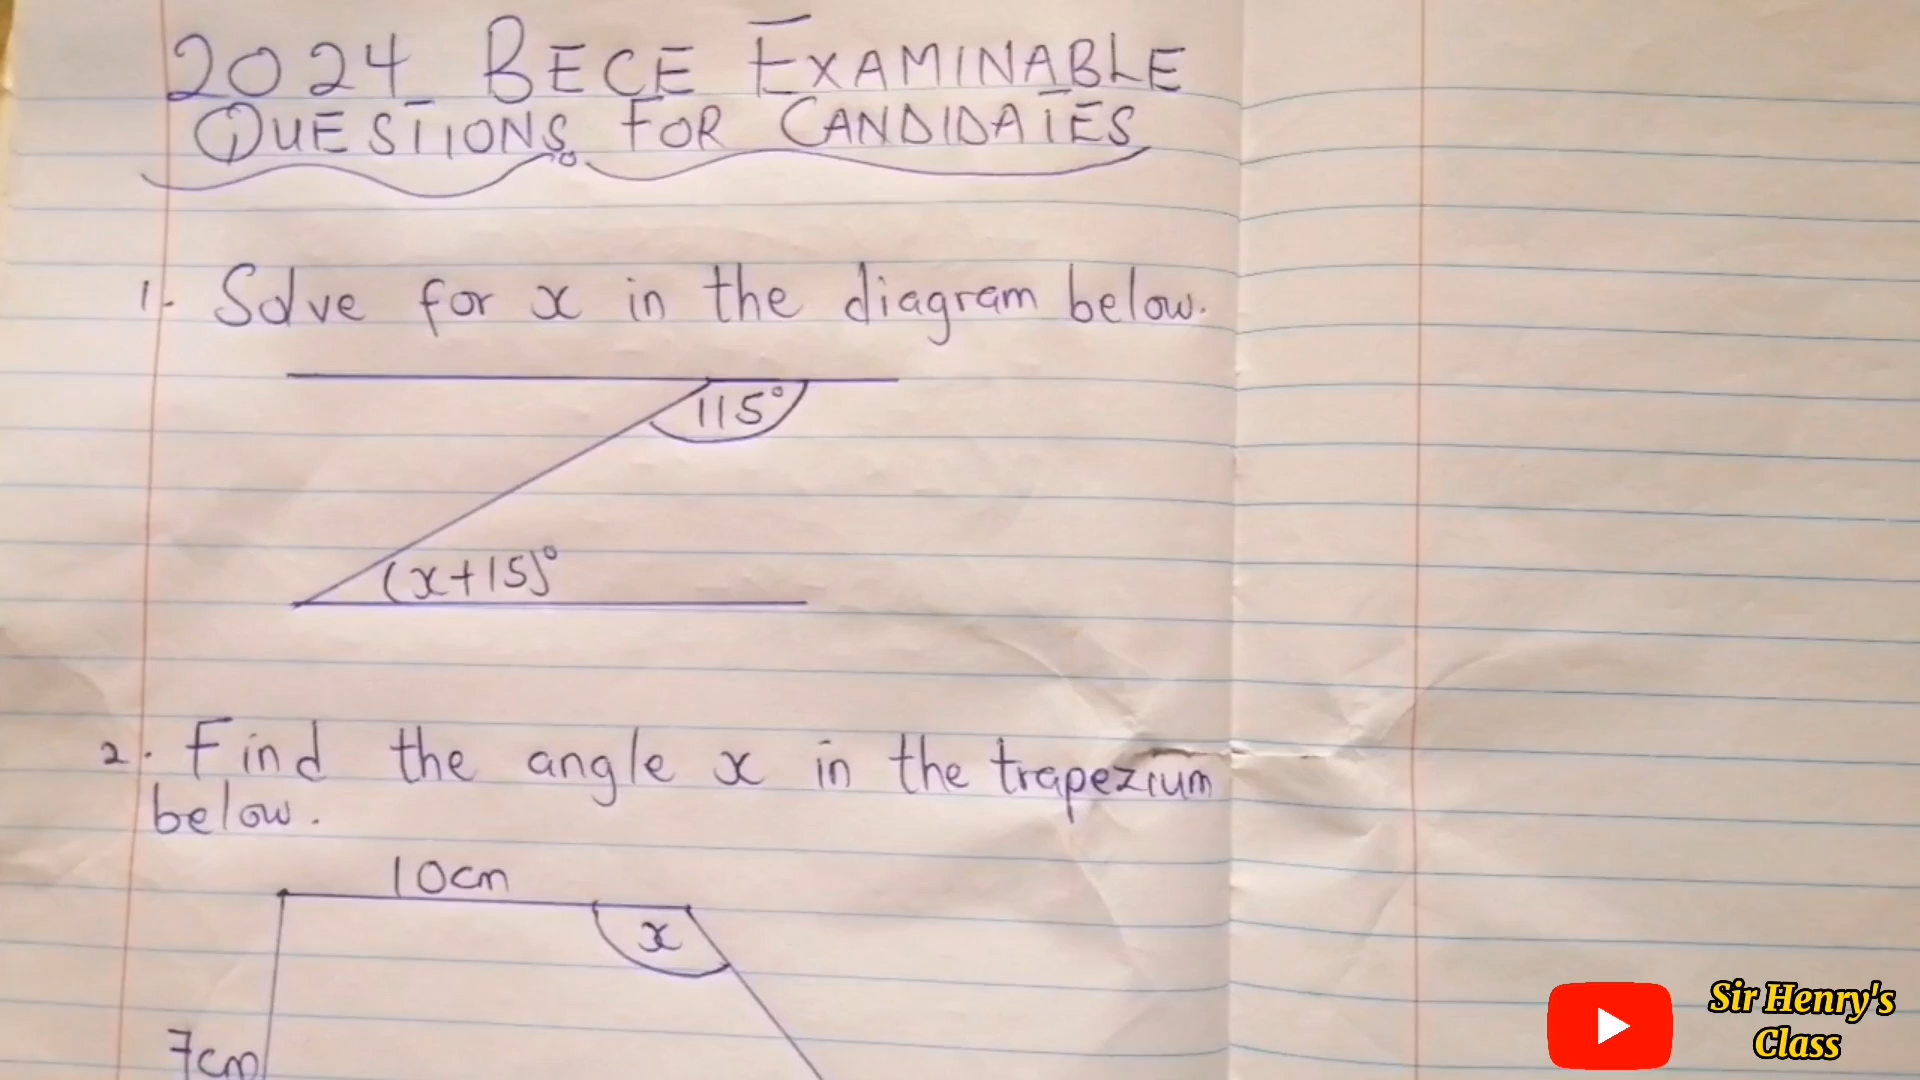 2024 BECE EXAMINABLE
QUESTIONS FOR CANDIDATES
1. Solve for x in the diagram below.
115°
(x+15)°
2. Find the angle x in the trapezium
below.
10cm
x
7cm
Sir Henry's
Class